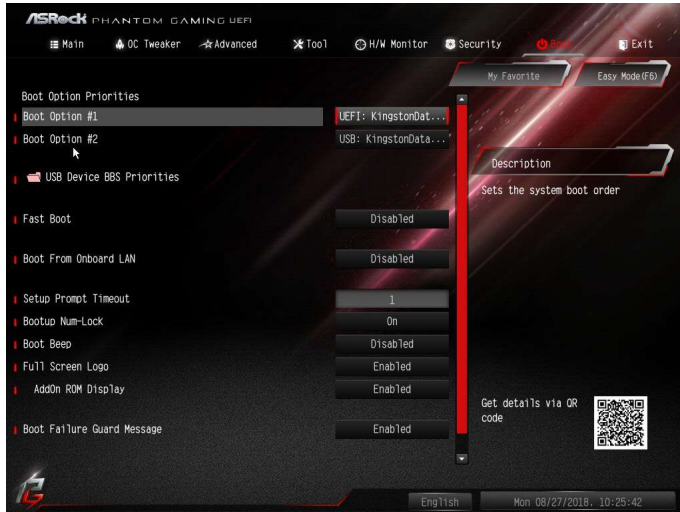 ASRock PHANTOM GAMING UEFI
Main OC Tweaker Advanced Tool H/W Monitor Security Boot Exit
My Favorite Easy Mode(F6)
Boot Option Priorities
Boot Option #1 UEFI: KingstonDat...
Boot Option #2 USB: KingstonData...
USB Device BBS Priorities
Fast Boot Disabled
Boot From Onboard LAN Disabled
Setup Prompt Timeout 1
Bootup Num-Lock On
Boot Beep Disabled
Full Screen Logo Enabled
AddOn ROM Display Enabled
Boot Failure Guard Message Enabled
Description
Sets the system boot order
Get details via QR
code
English Mon 08/27/2018, 10:25:42